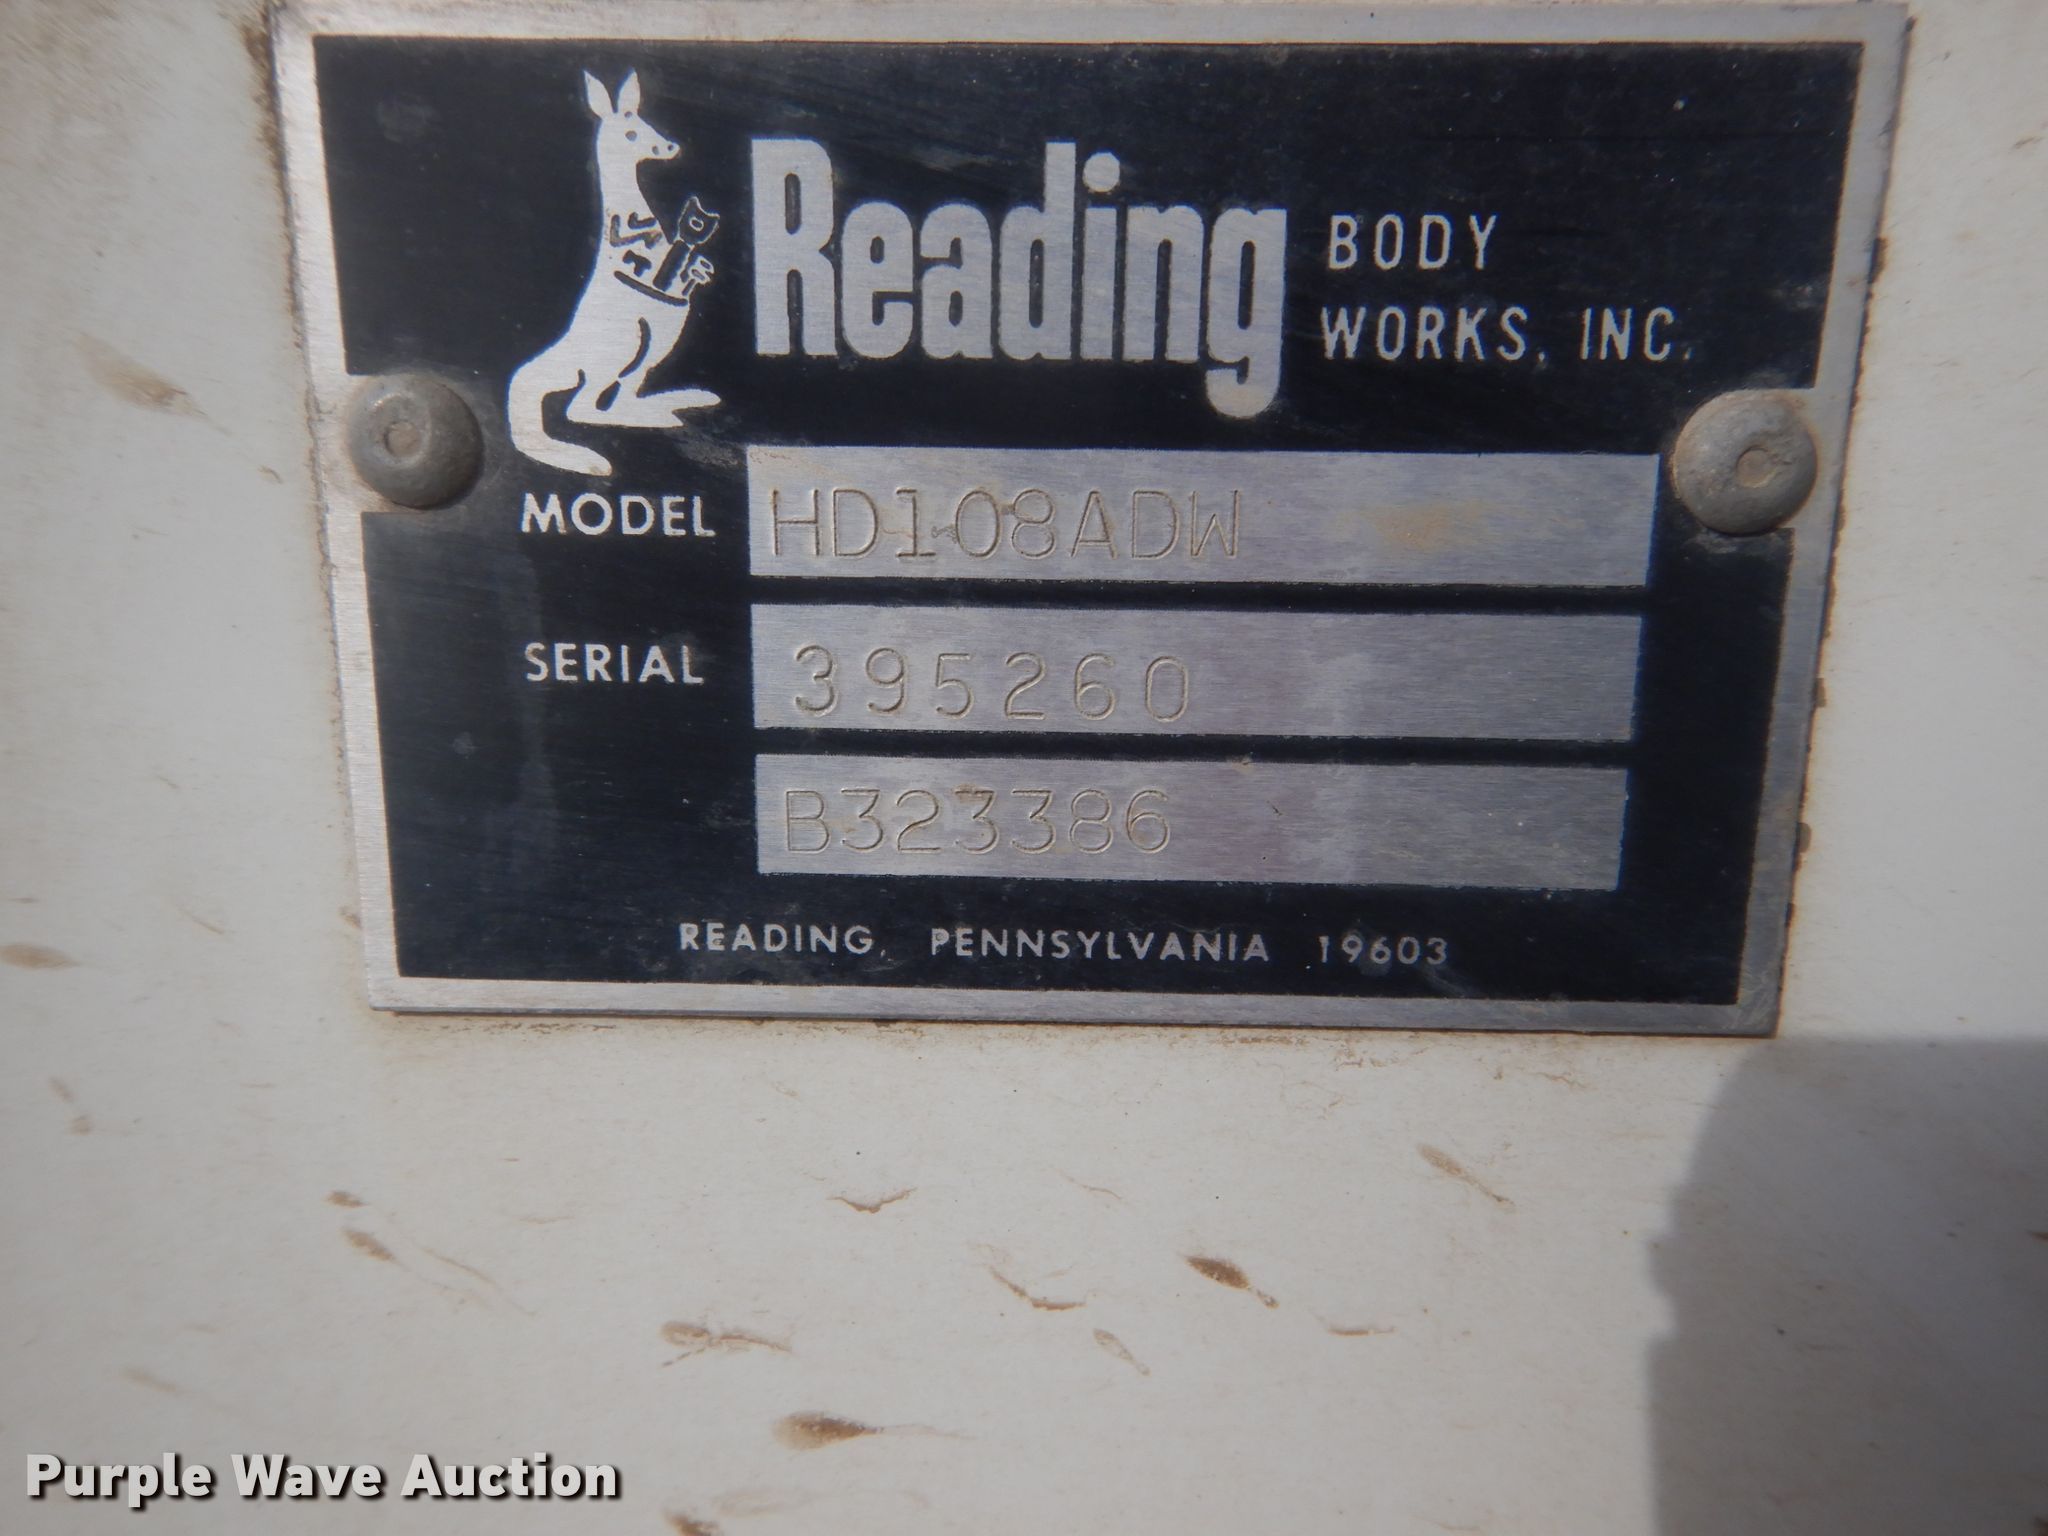 Reading BODY
WORKS, INC.
MODEL HD108ADW
SERIAL 395260
B323386
READING, PENNSYLVANIA 19603
Purple Wave Auction